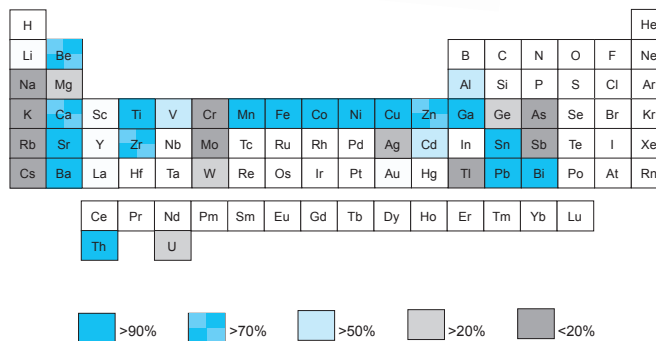 H He
Li Be B C N O F Ne
Na Mg Al Si P S Cl Ar
K Ca Sc Ti V Cr Mn Fe Co Ni Cu Zn Ga Ge As Se Br Kr
Rb Sr Y Zr Nb Mo Tc Ru Rh Pd Ag Cd In Sn Sb Te I Xe
Cs Ba La Hf Ta W Re Os Ir Pt Au Hg Tl Pb Bi Po At Rn
Ce Pr Nd Pm Sm Eu Gd Tb Dy Ho Er Tm Yb Lu
Th U
>90% >70% >50% >20% <20%